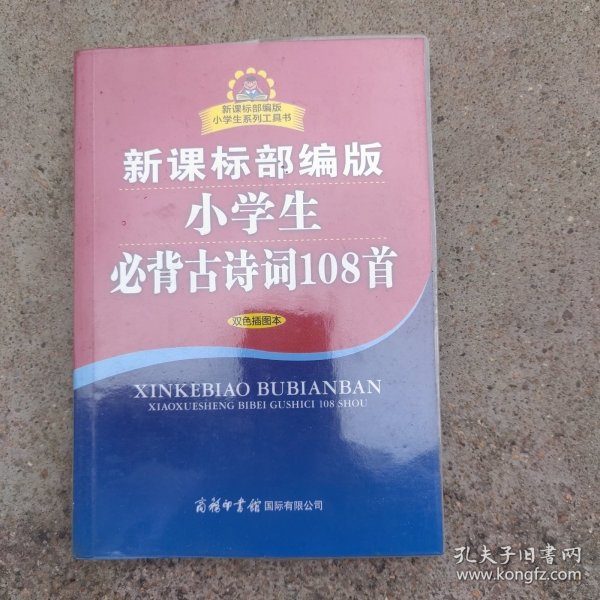 新课标部编版
小学生系列工具书
新课标部编版
小学生
必背古诗词108首
双色插图本
XINKEBIAO BUBIANBAN
XIAOXUESHENG BIBEI GUSHICI 108 SHOU
商务印书馆国际有限公司
孔夫子旧书网
www.kongfz.com